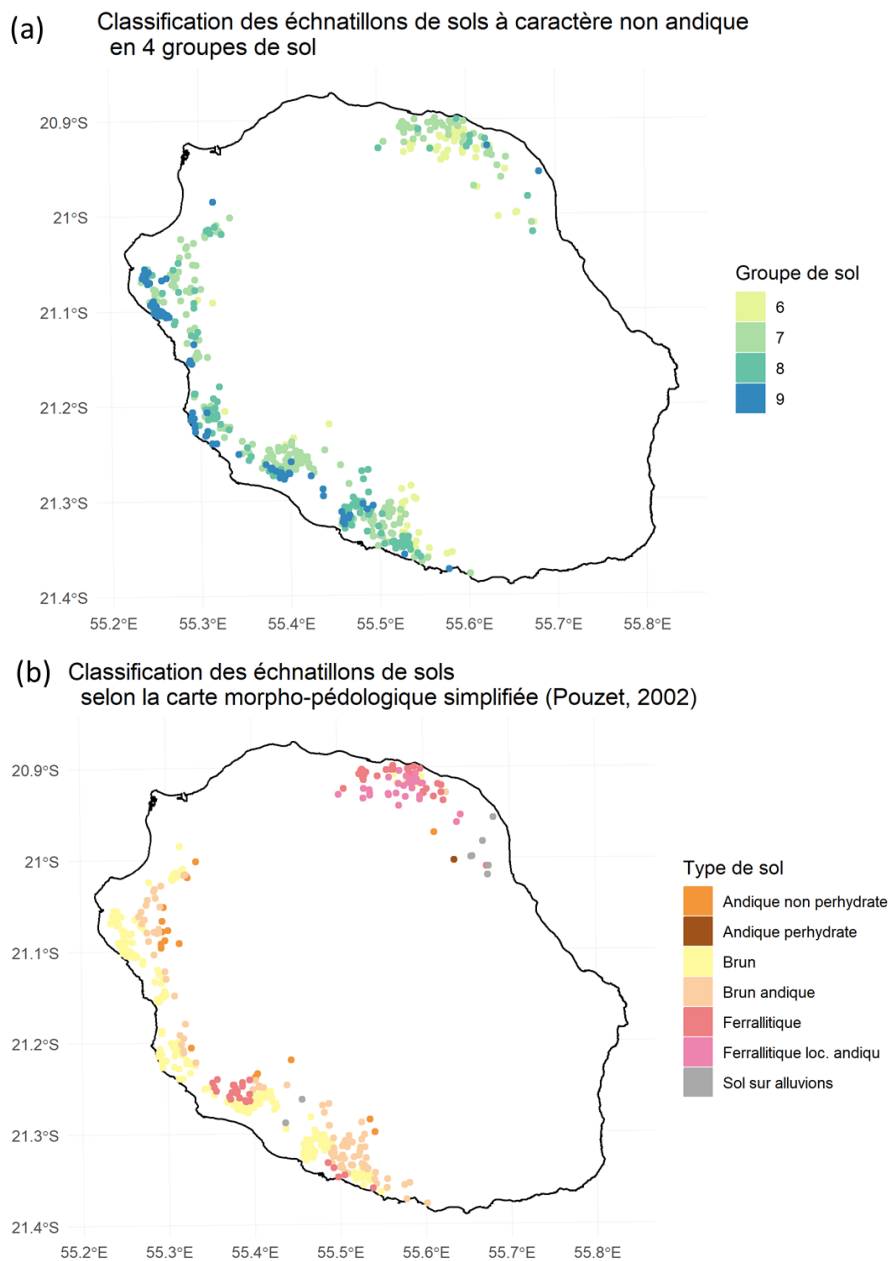 (a) Classification des échnatillons de sols à caractère non andique
en 4 groupes de sol
20.9°S
21°S
21.1°S
21.2°S
21.3°S
21.4°S
55.2°E 55.3°E 55.4°E 55.5°E 55.6°E 55.7°E 55.8°E
Groupe de sol
6
7
8
9
(b) Classification des échnatillons de sols
selon la carte morpho-pédologique simplifiée (Pouzet, 2002)
20.9°S
21°S
21.1°S
21.2°S
21.3°S
21.4°S
55.2°E 55.3°E 55.4°E 55.5°E 55.6°E 55.7°E 55.8°E
Type de sol
Andique non perhydrate
Andique perhydrate
Brun
Brun andique
Ferrallitique
Ferrallitique loc. andiqu
Sol sur alluvions